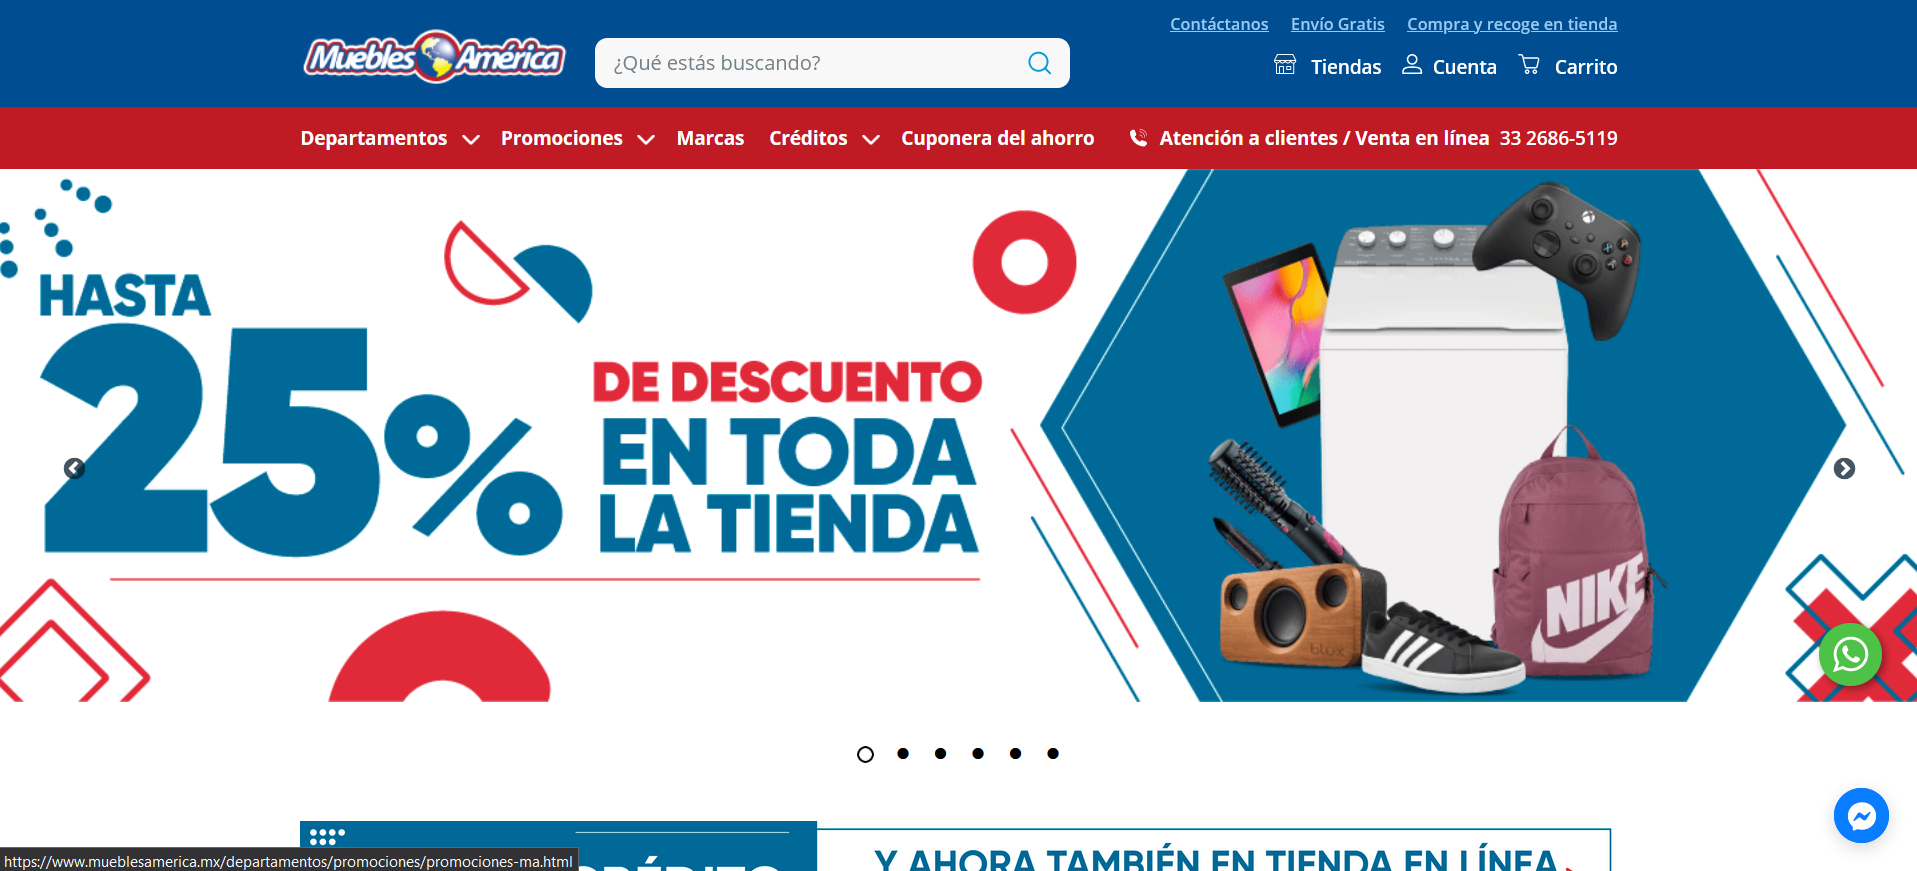 Contáctanos Envío Gratis Compra y recoge en tienda
Muebles América
¿Qué estás buscando?
Tiendas Cuenta Carrito
Departamentos Promociones Marcas Créditos Cuponera del ahorro Atención a clientes / Venta en línea 33 2686-5119
HASTA
25%
DE DESCUENTO
EN TODA
LA TIENDA
NIKE
blux
CRÉDITO
Y AHORA TAMBIÉN EN TIENDA EN LÍNEA
https://www.mueblesamerica.mx/departamentos/promociones/promociones-ma.html